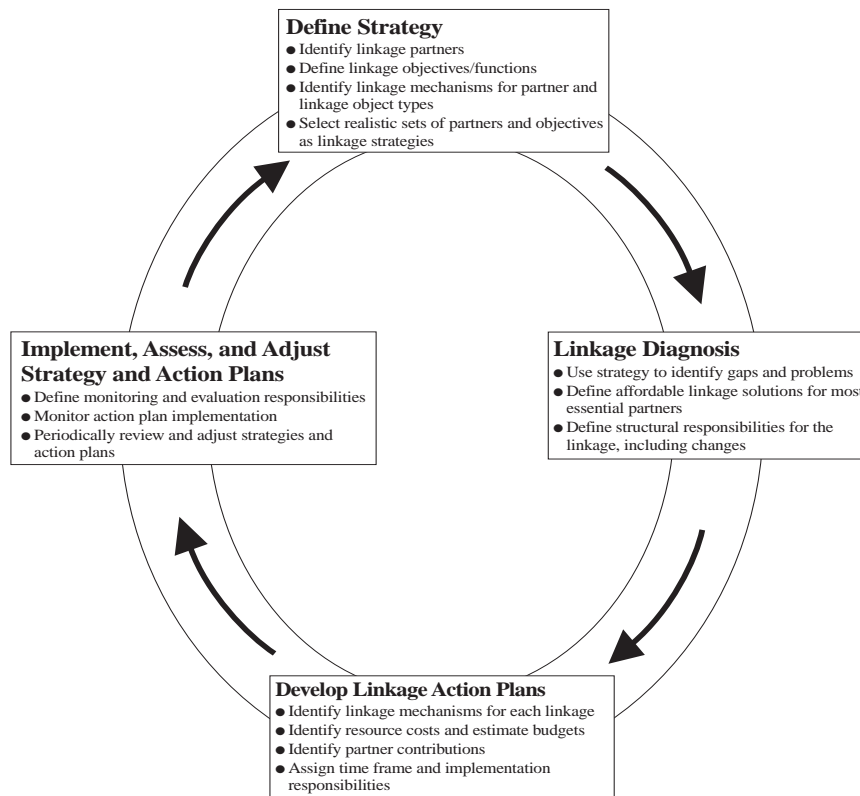 Define Strategy
● Identify linkage partners
● Define linkage objectives/functions
● Identify linkage mechanisms for partner and
linkage object types
● Select realistic sets of partners and objectives
as linkage strategies
Linkage Diagnosis
● Use strategy to identify gaps and problems
● Define affordable linkage solutions for most
essential partners
● Define structural responsibilities for the
linkage, including changes
Develop Linkage Action Plans
● Identify linkage mechanisms for each linkage
● Identify resource costs and estimate budgets
● Identify partner contributions
● Assign time frame and implementation
responsibilities
Implement, Assess, and Adjust
Strategy and Action Plans
● Define monitoring and evaluation responsibilities
● Monitor action plan implementation
● Periodically review and adjust strategies and
action plans